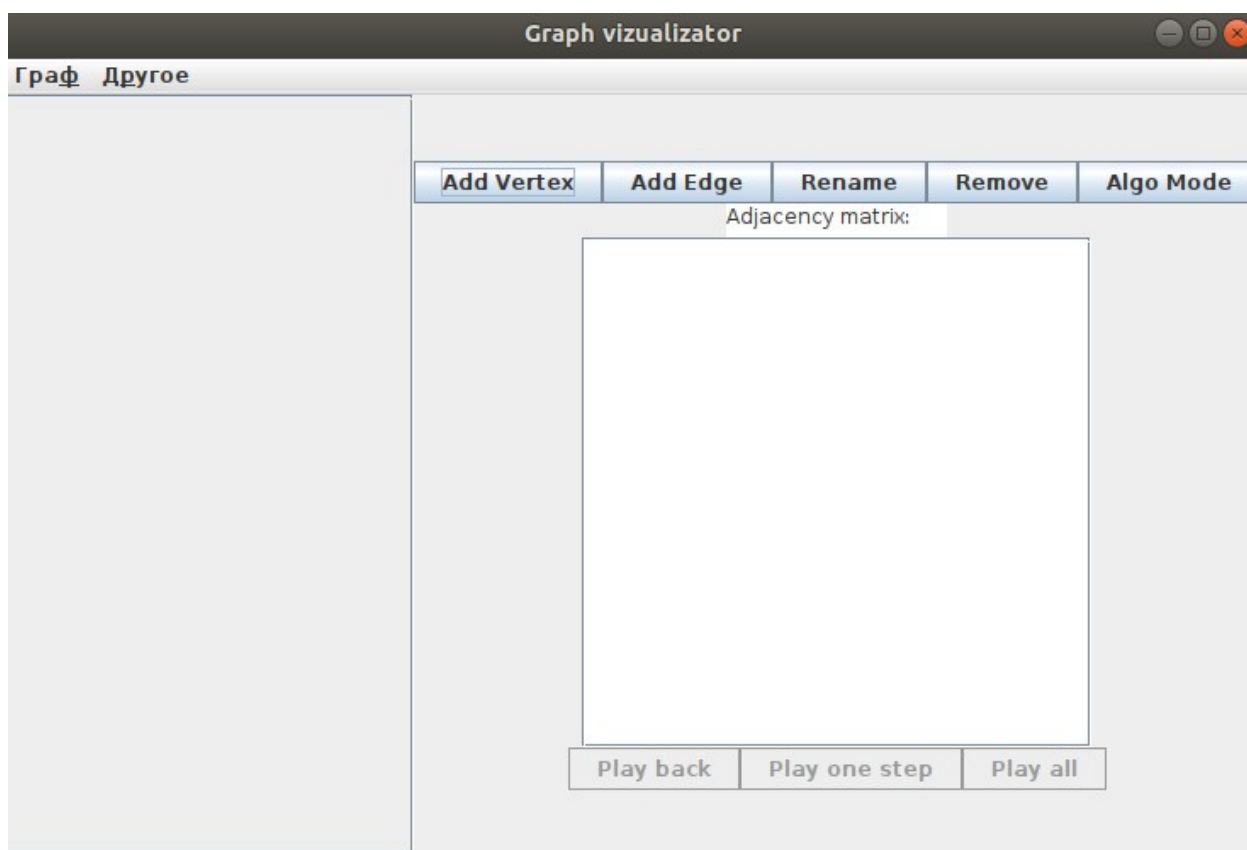 Graph vizualizator
Граф Другое
Add Vertex Add Edge Rename Remove Algo Mode
Adjacency matrix:
Play back Play one step Play all